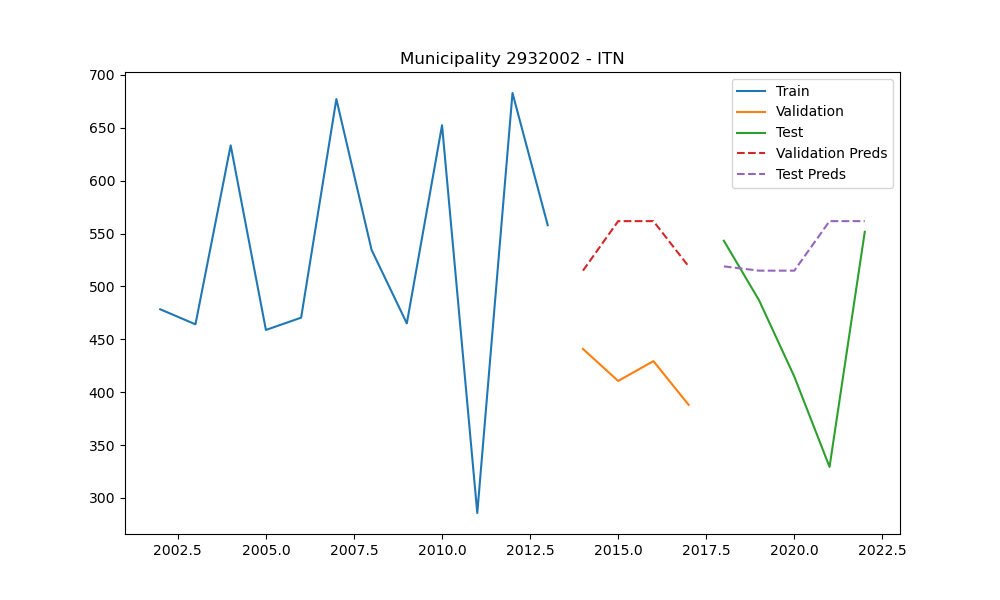 Municipality 2932002 - ITN
700
650
600
550
500
450
400
350
300
Train
Validation
Test
Validation Preds
Test Preds
2002.5 2005.0 2007.5 2010.0 2012.5 2015.0 2017.5 2020.0 2022.5